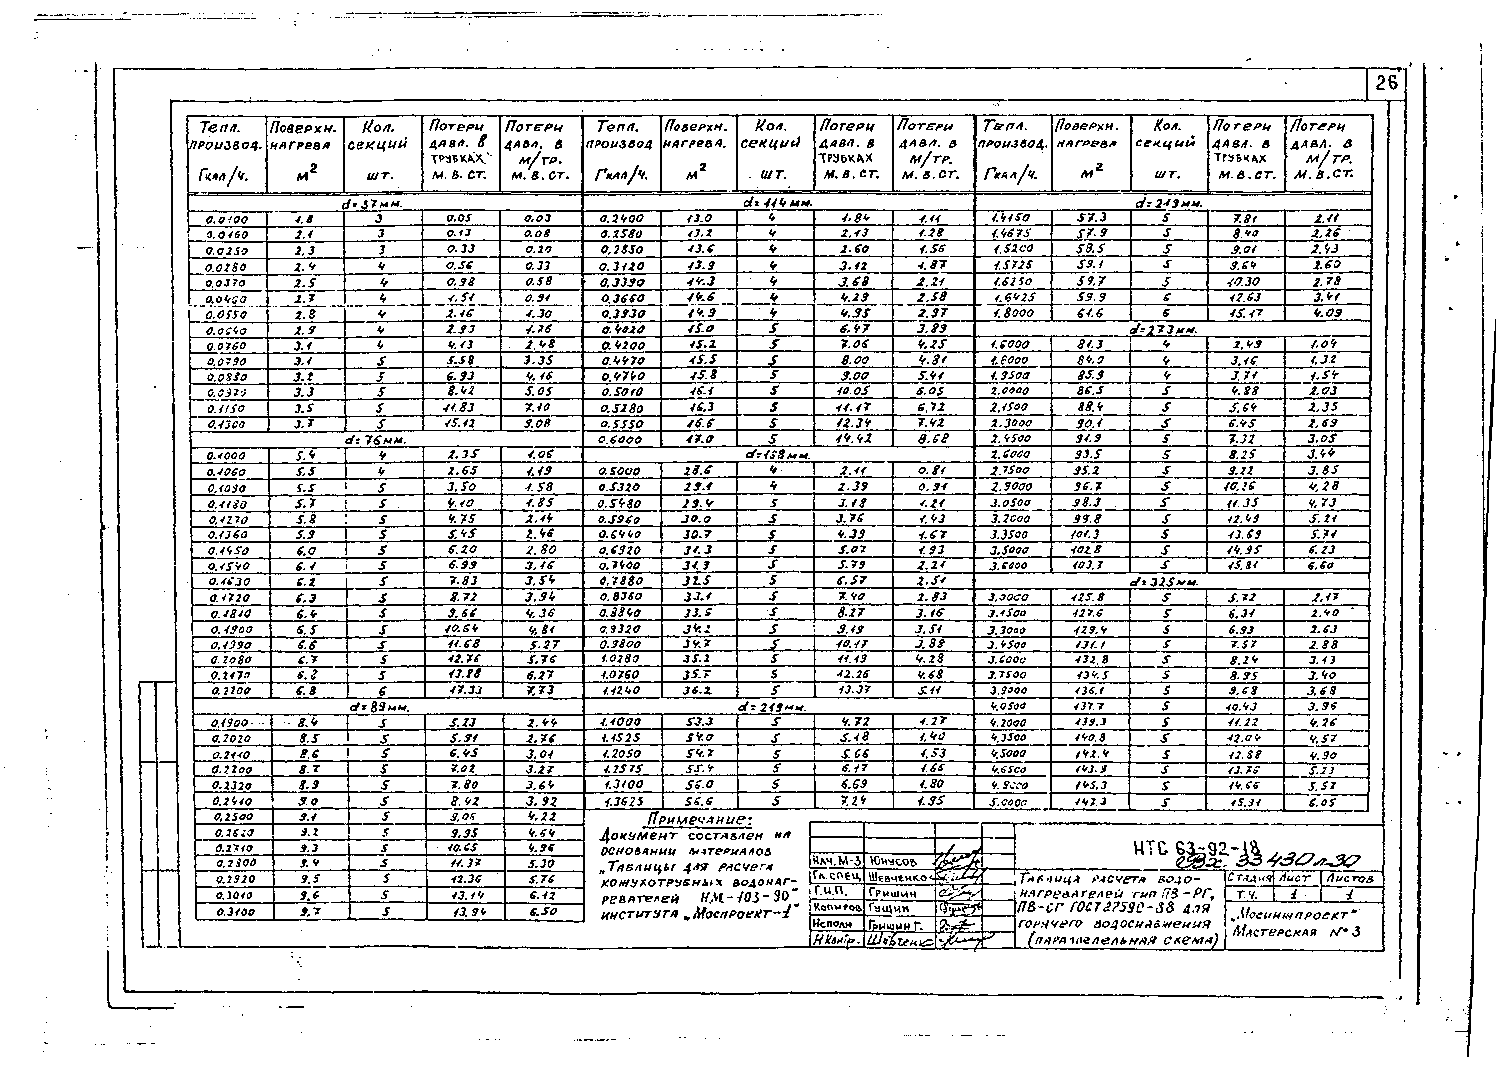 26
Тепл. производ. Гкал/ч. | Поверхн. нагрева м2 | Кол. секций шт. | Потери давл. в трубках м.в.ст. | Потери давл. в м/тр. м.в.ст.
d=57мм.
0.0100 1.8 3 0.05 0.03
0.0160 2.1 3 0.13 0.08
0.0250 2.3 3 0.33 0.20
0.0280 2.4 4 0.56 0.33
0.0370 2.5 4 0.98 0.58
0.0460 2.7 4 1.51 0.91
0.0550 2.8 4 2.16 1.30
0.0640 2.9 4 2.93 1.76
0.0760 3.1 4 4.13 2.48
0.0790 3.1 5 5.58 3.35
0.0880 3.2 5 6.93 4.16
0.0970 3.3 5 8.42 5.05
0.1150 3.5 5 11.83 7.10
0.1300 3.7 5 15.12 9.08
d=76мм.
0.1000 5.4 4 2.35 1.06
0.1060 5.5 4 2.65 1.19
0.1090 5.5 5 3.50 1.58
0.1180 5.7 5 4.10 1.85
0.1270 5.8 5 4.75 2.14
0.1360 5.9 5 5.45 2.46
0.1450 6.0 5 6.20 2.80
0.1540 6.1 5 6.99 3.16
0.1630 6.2 5 7.83 3.54
0.1720 6.3 5 8.72 3.94
0.1810 6.4 5 9.66 4.36
0.1900 6.5 5 10.64 4.81
0.1990 6.6 5 11.68 5.27
0.2080 6.7 5 12.76 5.76
0.2170 6.8 5 13.88 6.27
0.2200 6.8 6 17.33 7.73
d=89мм.
0.1900 8.4 5 5.23 2.44
0.2020 8.5 5 5.91 2.76
0.2110 8.6 5 6.45 3.01
0.2200 8.7 5 7.02 3.27
0.2320 8.9 5 7.80 3.64
0.2410 9.0 5 8.42 3.92
0.2500 9.1 5 9.06 4.22
0.2620 9.2 5 9.95 4.64
0.2710 9.3 5 10.65 4.96
0.2800 9.4 5 11.37 5.30
0.2920 9.5 5 12.36 5.76
0.3010 9.6 5 13.14 6.12
0.3100 9.7 5 13.94 6.50
Тепл. производ Гкал/ч. | Поверхн. нагрева. м2 | Кол. секций шт. | Потери давл. в трубках м.в.ст. | Потери давл. в м/тр. м.в.ст.
d=114мм.
0.2400 13.0 4 1.84 1.11
0.2580 13.2 4 2.13 1.28
0.2850 13.6 4 2.60 1.56
0.3120 13.9 4 3.12 1.87
0.3390 14.3 4 3.68 2.21
0.3660 14.6 4 4.29 2.58
0.3930 14.9 4 4.95 2.97
0.4020 15.0 5 6.47 3.89
0.4200 15.2 5 7.06 4.25
0.4470 15.5 5 8.00 4.81
0.4740 15.8 5 9.00 5.41
0.5010 16.1 5 10.05 6.05
0.5280 16.3 5 11.17 6.72
0.5550 16.6 5 12.34 7.42
0.6000 17.0 5 14.42 8.68
d=168мм.
0.5000 28.6 4 2.11 0.81
0.5320 29.1 4 2.39 0.91
0.5480 29.4 5 3.18 1.21
0.5960 30.0 5 3.76 1.43
0.6440 30.7 5 4.39 1.67
0.6920 31.3 5 5.07 1.93
0.7400 31.9 5 5.79 2.21
0.7880 32.5 5 6.57 2.51
0.8360 33.1 5 7.40 2.83
0.8840 33.6 5 8.27 3.16
0.9320 34.2 5 9.19 3.51
0.9800 34.7 5 10.17 3.88
1.0280 35.2 5 11.19 4.28
1.0760 35.7 5 12.26 4.68
1.1240 36.2 5 13.37 5.11
d=219мм.
1.1000 53.3 5 4.72 1.27
1.1525 54.0 5 5.18 1.40
1.2050 54.7 5 5.66 1.53
1.2575 55.4 5 6.17 1.66
1.3100 56.0 5 6.69 1.80
1.3625 56.6 5 7.24 1.95
Тепл. производ. Гкал/ч. | Поверхн. нагрева м2 | Кол. секций шт. | Потери давл. в трубках м.в.ст. | Потери давл. в м/тр. м.в.ст.
d=219мм.
1.4150 57.3 5 7.81 2.11
1.4675 57.9 5 8.40 2.26
1.5200 58.5 5 9.01 2.43
1.5725 59.1 5 9.64 2.60
1.6250 59.7 5 10.30 2.78
1.6425 59.9 6 12.63 3.41
1.8000 61.6 6 15.17 4.09
d=273мм.
1.6000 81.3 4 2.49 1.04
1.8000 84.0 4 3.16 1.32
1.9500 85.9 4 3.71 1.54
2.0000 86.5 5 4.88 2.03
2.1500 88.4 5 5.64 2.35
2.3000 90.1 5 6.45 2.69
2.4500 91.9 5 7.32 3.05
2.6000 93.5 5 8.25 3.44
2.7500 95.2 5 9.22 3.85
2.9000 96.7 5 10.26 4.28
3.0500 98.3 5 11.35 4.73
3.2000 99.8 5 12.49 5.21
3.3500 101.3 5 13.69 5.71
3.5000 102.8 5 14.95 6.23
3.6000 103.7 5 15.81 6.60
d=325мм.
3.0000 125.8 5 5.72 2.17
3.1500 127.6 5 6.31 2.40
3.3000 129.4 5 6.93 2.63
3.4500 131.1 5 7.57 2.88
3.6000 132.8 5 8.24 3.13
3.7500 134.5 5 8.95 3.40
3.9000 136.1 5 9.68 3.68
4.0500 137.7 5 10.43 3.96
4.2000 139.3 5 11.22 4.26
4.3500 140.8 5 12.04 4.57
4.5000 142.4 5 12.88 4.90
4.6500 143.9 5 13.76 5.23
4.8000 145.3 5 14.66 5.57
5.0000 147.3 5 15.91 6.05
Примечание:
Документ составлен на
основании материалов
„Таблицы для расчета
кожухотрубных водонаг-
ревателей НМ-103-90"
института „Моспроект-1"
Нач.М-3 Юнусов
Гл.спец. Шевченко
Г.И.П. Гришин
Копиров Гущин
Исполн Гришин Г.
Н.Контр. Шевченко
НТС 63-92-18
33430 л.30
Таблица расчета водо-
нагревателей тип ПВ-РГ,
ПВ-СГ ГОСТ 27590-88 для
горячего водоснабжения
(параллельная схема)
Стадия Лист Листов
Т.Ч. 1 1
„Мосинжпроект"
Мастерская №3